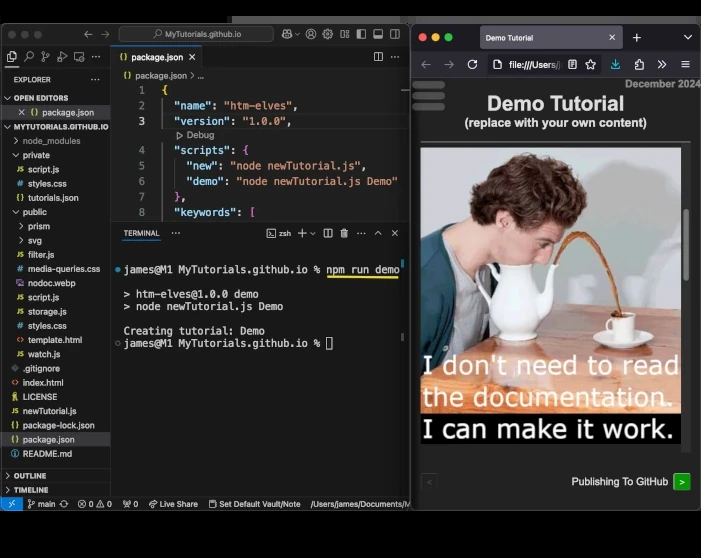 MyTutorials.github.io
EXPLORER
OPEN EDITORS
package.json
MYTUTORIALS.GITHUB.IO
node_modules
private
script.js
styles.css
tutorials.json
public
prism
svg
filter.js
media-queries.css
nodoc.webp
script.js
storage.js
styles.css
template.html
watch.js
.gitignore
index.html
LICENSE
newTutorial.js
package-lock.json
package.json
README.md
OUTLINE
TIMELINE
package.json
package.json > ...
1 {
2 "name": "htm-elves",
3 "version": "1.0.0",
Debug
4 "scripts": {
5 "new": "node newTutorial.js",
6 "demo": "node newTutorial.js Demo"
7 },
8 "keywords": [
TERMINAL
zsh
james@M1 MyTutorials.github.io % npm run demo
> htm-elves@1.0.0 demo
> node newTutorial.js Demo
Creating tutorial: Demo
james@M1 MyTutorials.github.io %
main 0 0 0 Live Share Set Default Vault/Note /Users/james/Documents/M
Demo Tutorial
file:///Users/j
December 2024
Demo Tutorial
(replace with your own content)
I don't need to read
the documentation.
I can make it work.
< Publishing To GitHub >